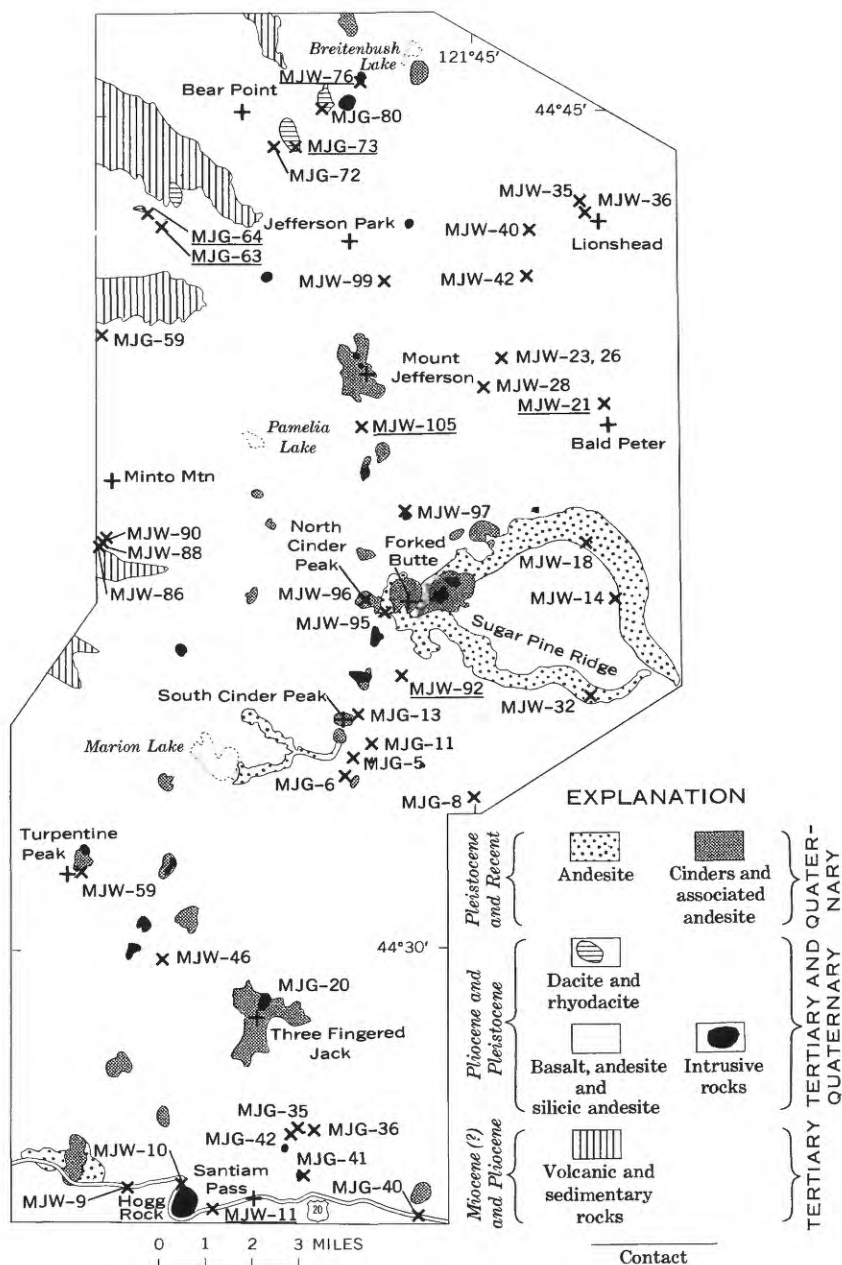 121°45'
Breitenbush
Lake
MJW-76
Bear Point
44°45'
MJG-80
MJG-73
MJG-72
MJW-35
MJW-36
MJG-64
MJG-63
Jefferson Park
MJW-40
Lionshead
MJW-99
MJW-42
MJG-59
Mount
Jefferson
MJW-23, 26
MJW-28
MJW-21
Pamelia
Lake
MJW-105
Bald Peter
Minto Mtn
MJW-97
MJW-90
MJW-88
MJW-86
North
Cinder
Peak
Forked
Butte
MJW-18
MJW-96
MJW-14
MJW-95
Sugar Pine Ridge
South Cinder Peak
MJW-92
MJW-32
MJG-13
Marion Lake
MJG-11
MJG-5
MJG-6
MJG-8
Turpentine
Peak
MJW-59
44°30'
MJW-46
MJG-20
Three Fingered
Jack
MJG-35
MJG-36
MJG-42
MJW-10
MJG-41
Santiam
Pass
MJG-40
MJW-9
Hogg
Rock
MJW-11
20
0 1 2 3 MILES
EXPLANATION
Andesite
Cinders and
associated
andesite
Pleistocene
and Recent
QUATER-
NARY
Dacite and
rhyodacite
Basalt, andesite
and
silicic andesite
Intrusive
rocks
Pliocene and
Pleistocene
TERTIARY AND
QUATERNARY
Volcanic and
sedimentary
rocks
Miocene (?)
and Pliocene
TERTIARY
Contact